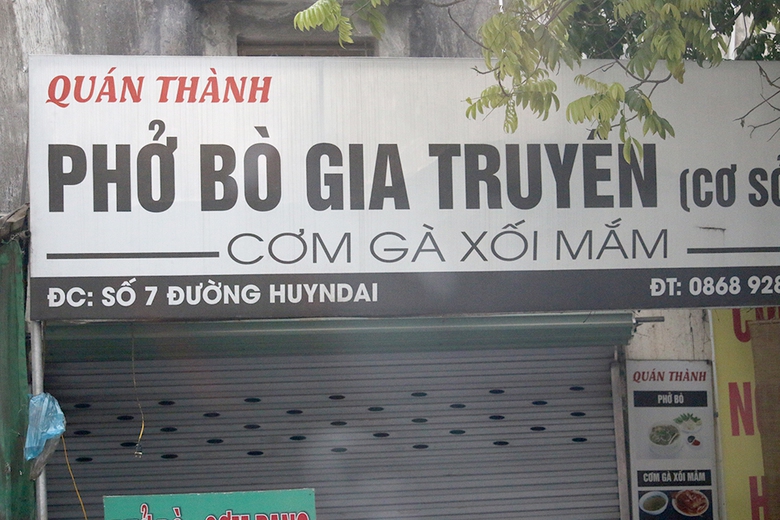 QUÁN THÀNH
PHỞ BÒ GIA TRUYỀN (CƠ SỞ
CƠM GÀ XỐI MẮM
ĐC: SỐ 7 ĐƯỜNG HUYNDAI
ĐT: 0868 928
QUÁN THÀNH
PHỞ BÒ
CƠM GÀ XỐI MẮM